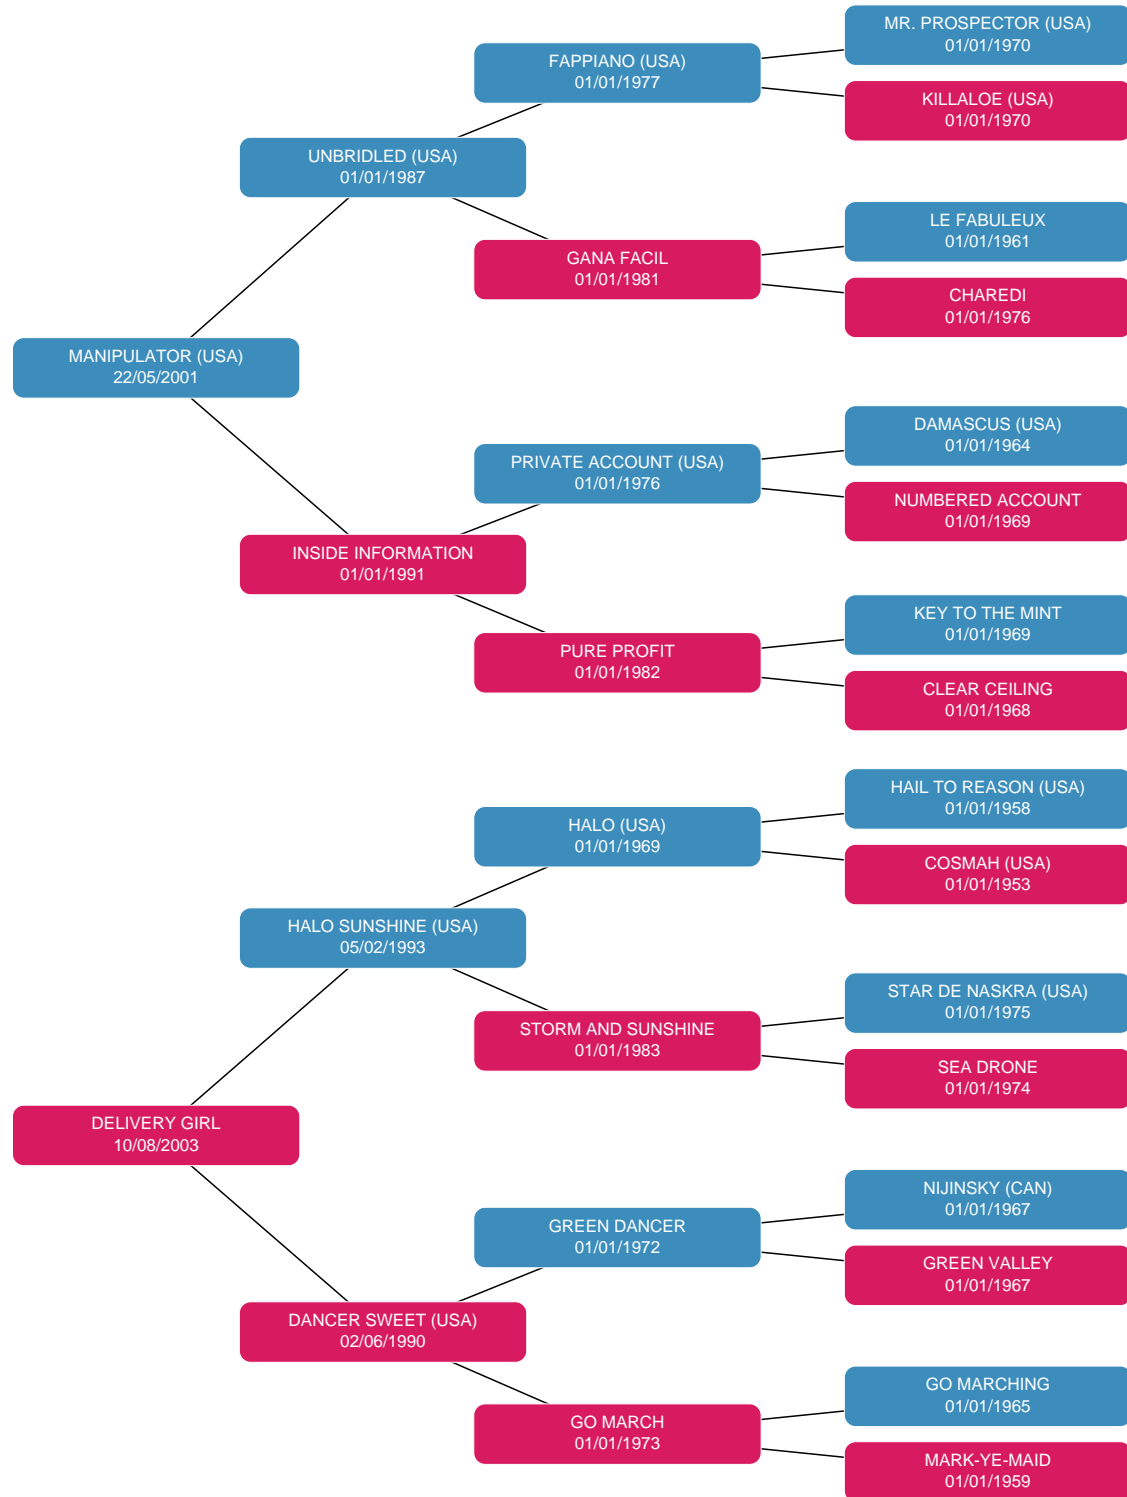 MR. PROSPECTOR (USA)
01/01/1970
FAPPIANO (USA)
01/01/1977
KILLALOE (USA)
01/01/1970
UNBRIDLED (USA)
01/01/1987
LE FABULEUX
01/01/1961
GANA FACIL
01/01/1981
CHAREDI
01/01/1976
MANIPULATOR (USA)
22/05/2001
DAMASCUS (USA)
01/01/1964
PRIVATE ACCOUNT (USA)
01/01/1976
NUMBERED ACCOUNT
01/01/1969
INSIDE INFORMATION
01/01/1991
KEY TO THE MINT
01/01/1969
PURE PROFIT
01/01/1982
CLEAR CEILING
01/01/1968
HAIL TO REASON (USA)
01/01/1958
HALO (USA)
01/01/1969
COSMAH (USA)
01/01/1953
HALO SUNSHINE (USA)
05/02/1993
STAR DE NASKRA (USA)
01/01/1975
STORM AND SUNSHINE
01/01/1983
SEA DRONE
01/01/1974
DELIVERY GIRL
10/08/2003
NIJINSKY (CAN)
01/01/1967
GREEN DANCER
01/01/1972
GREEN VALLEY
01/01/1967
DANCER SWEET (USA)
02/06/1990
GO MARCHING
01/01/1965
GO MARCH
01/01/1973
MARK-YE-MAID
01/01/1959